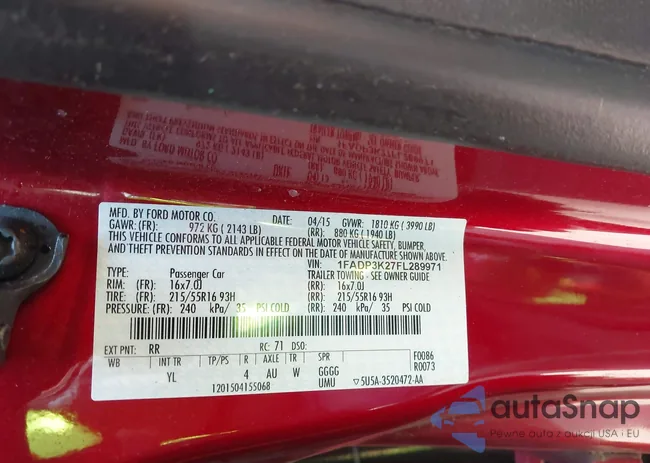 MFD. BY FORD MOTOR CO. DATE: 04/15 GVWR: 1810 KG ( 3990 LB)
GAWR: (FR): 972 KG ( 2143 LB) (RR): 880 KG ( 1940 LB)
THIS VEHICLE CONFORMS TO ALL APPLICABLE FEDERAL MOTOR VEHICLE SAFETY, BUMPER,
AND THEFT PREVENTION STANDARDS IN EFFECT ON THE DATE OF MANUFACTURE SHOWN ABOVE.
VIN: 1FADP3K27FL289971
TYPE: Passenger Car TRAILER TOWING - SEE OWNER GUIDE
RIM: (FR): 16x7.0J (RR): 16x7.0J
TIRE: (FR): 215/55R16 93H (RR): 215/55R16 93H
PRESSURE: (FR): 240 kPa/ 35 PSI COLD (RR): 240 kPa/ 35 PSI COLD
EXT PNT: RR RC: 71 DSO: F0086
WB INT TR TP/PS R AXLE TR SPR R0073
YL 4 AU W GGGG
1201504155068 UMU ▽5U5A-3520472-AA
autaSnap
Pewne auta z aukcji USA i EU